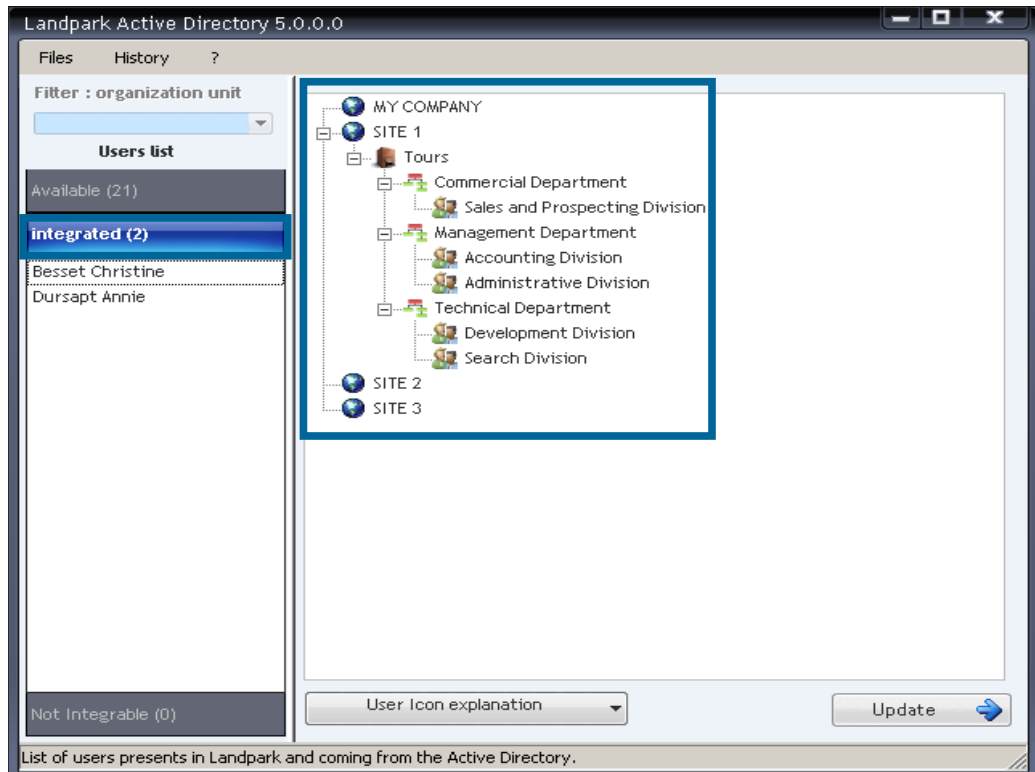 Landpark Active Directory 5.0.0.0
Files History ?
Fitter : organization unit
Users list
Available (21)
integrated (2)
Besset Christine
Dursapt Annie
Not Integrable (0)
MY COMPANY
SITE 1
Tours
Commercial Department
Sales and Prospecting Division
Management Department
Accounting Division
Administrative Division
Technical Department
Development Division
Search Division
SITE 2
SITE 3
User Icon explanation
Update
List of users presents in Landpark and coming from the Active Directory.